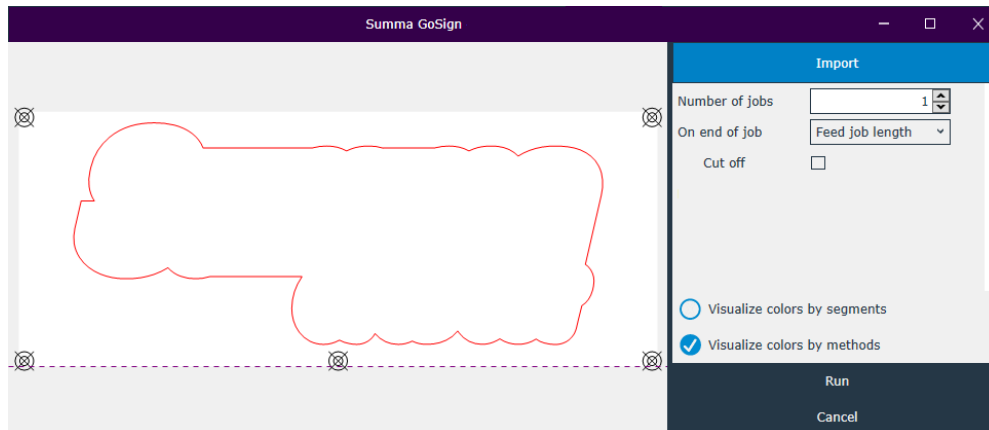 Summa GoSign
Import
Number of jobs 1
On end of job Feed job length
Cut off
Visualize colors by segments
Visualize colors by methods
Run
Cancel